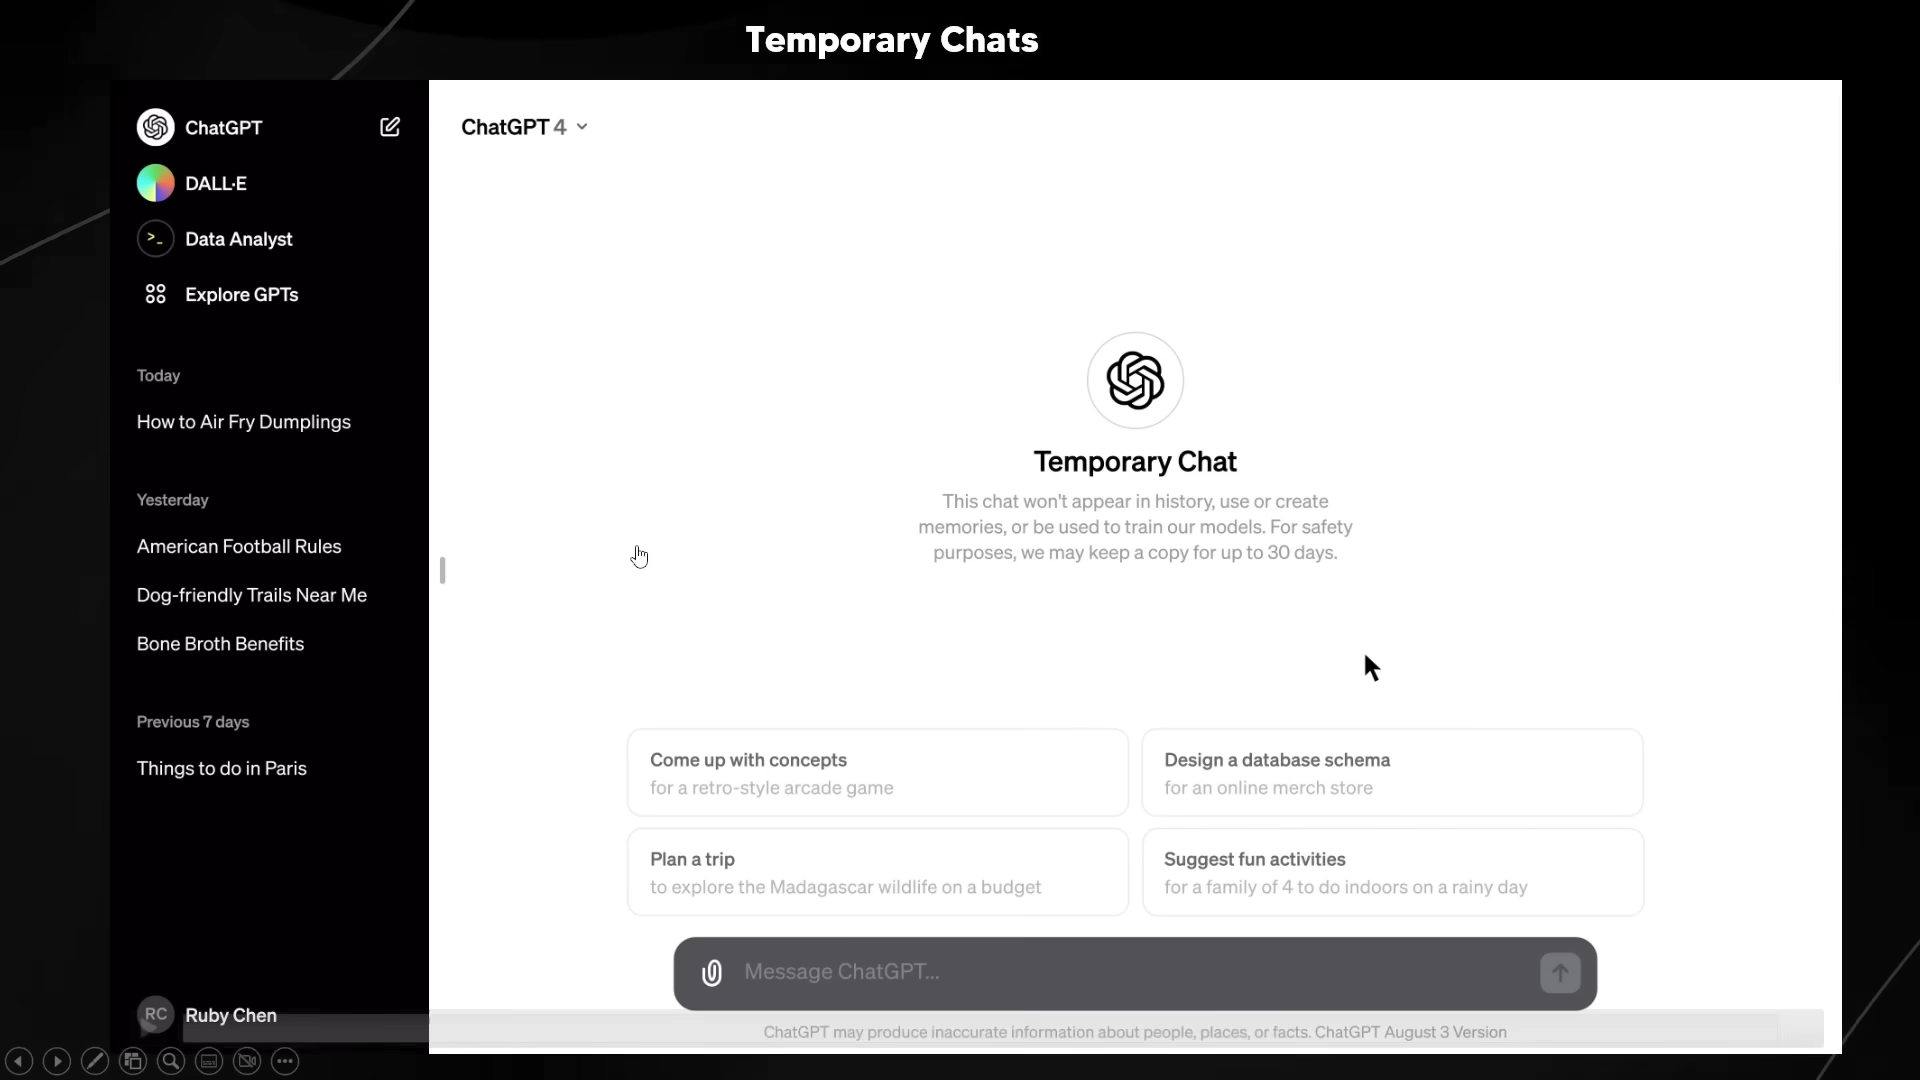 Temporary Chats
ChatGPT
DALL·E
>_
Data Analyst
Explore GPTs
Today
How to Air Fry Dumplings
Yesterday
American Football Rules
Dog-friendly Trails Near Me
Bone Broth Benefits
Previous 7 days
Things to do in Paris
RC
Ruby Chen
ChatGPT 4
Temporary Chat
This chat won't appear in history, use or create
memories, or be used to train our models. For safety
purposes, we may keep a copy for up to 30 days.
Come up with concepts
for a retro-style arcade game
Design a database schema
for an online merch store
Plan a trip
to explore the Madagascar wildlife on a budget
Suggest fun activities
for a family of 4 to do indoors on a rainy day
Message ChatGPT...
ChatGPT may produce inaccurate information about people, places, or facts. ChatGPT August 3 Version